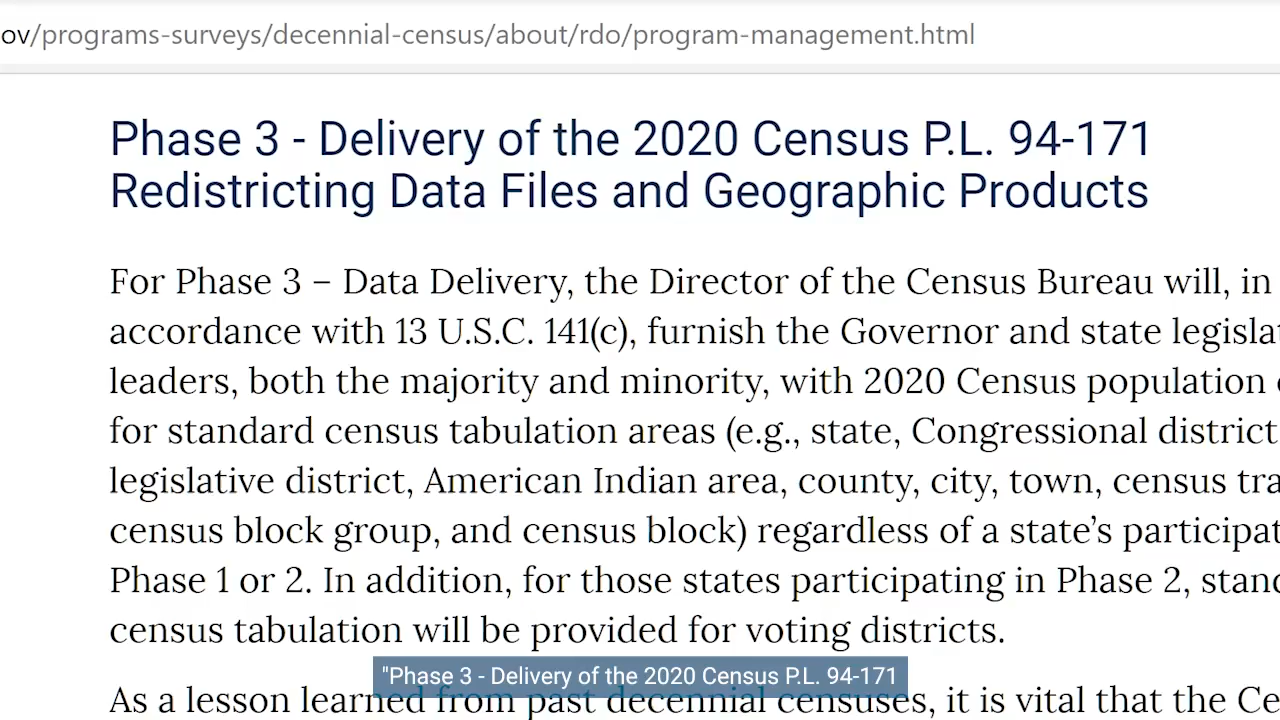 ov/programs-surveys/decennial-census/about/rdo/program-management.html
Phase 3 - Delivery of the 2020 Census P.L. 94-171
Redistricting Data Files and Geographic Products
For Phase 3 – Data Delivery, the Director of the Census Bureau will, in
accordance with 13 U.S.C. 141(c), furnish the Governor and state legisla
leaders, both the majority and minority, with 2020 Census population
for standard census tabulation areas (e.g., state, Congressional district
legislative district, American Indian area, county, city, town, census tra
census block group, and census block) regardless of a state’s participat
Phase 1 or 2. In addition, for those states participating in Phase 2, stand
census tabulation will be provided for voting districts.
"Phase 3 - Delivery of the 2020 Census P.L. 94-171
As a lesson learned from past decennial censuses, it is vital that the Ce